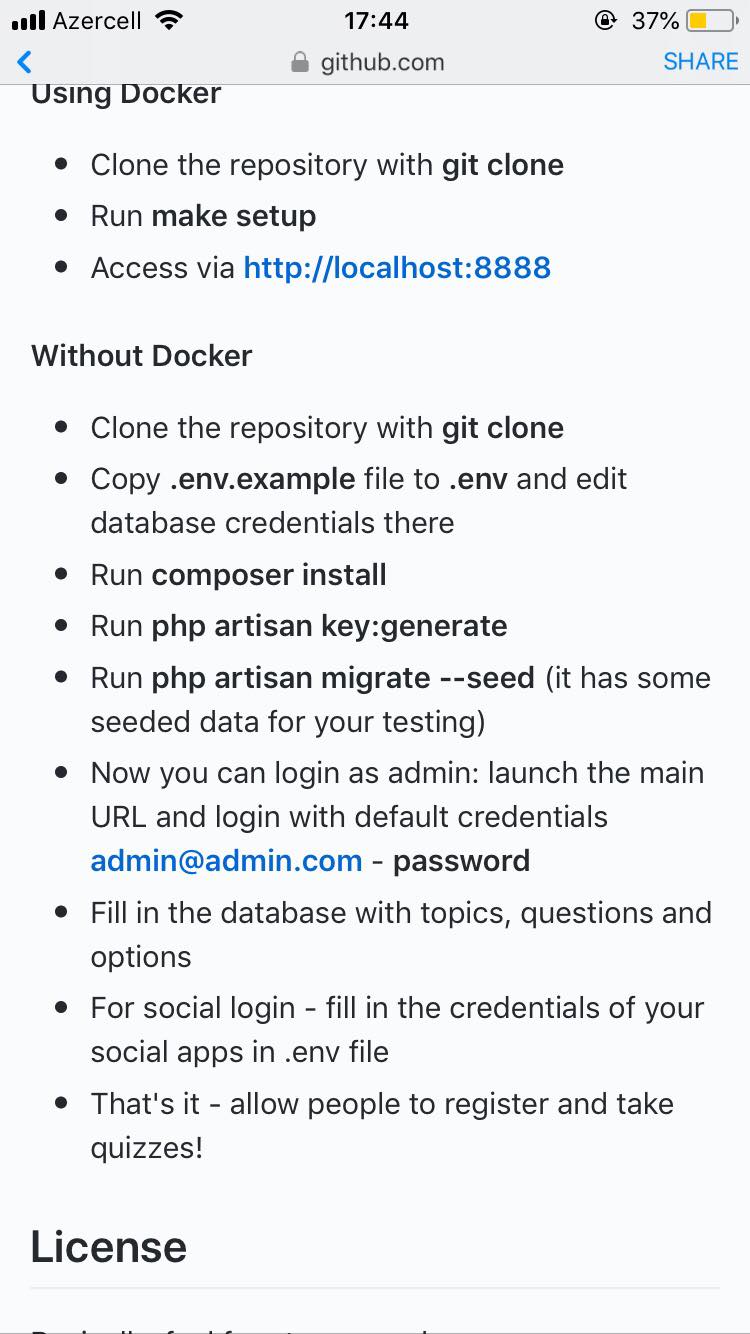 Azercell 17:44 37%
github.com SHARE
Using Docker
Clone the repository with git clone
Run make setup
Access via http://localhost:8888
Without Docker
Clone the repository with git clone
Copy .env.example file to .env and edit
database credentials there
Run composer install
Run php artisan key:generate
Run php artisan migrate --seed (it has some
seeded data for your testing)
Now you can login as admin: launch the main
URL and login with default credentials
admin@admin.com - password
Fill in the database with topics, questions and
options
For social login - fill in the credentials of your
social apps in .env file
That's it - allow people to register and take
quizzes!
License